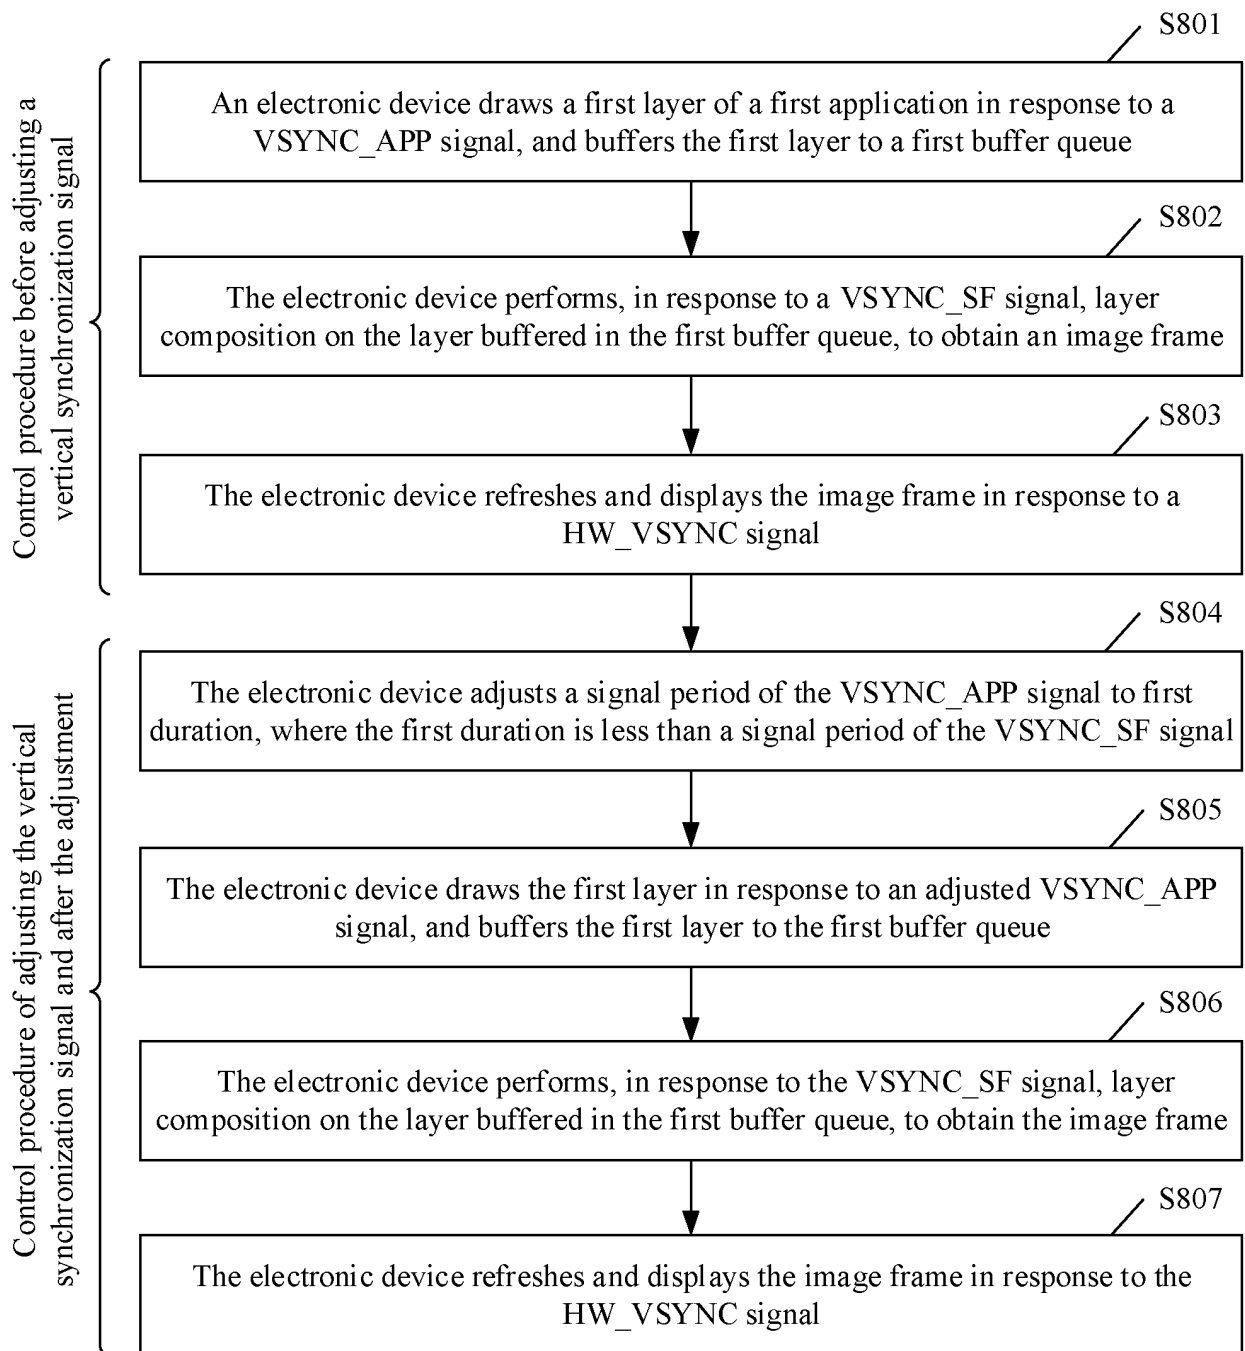 Control procedure before adjusting a
vertical synchronization signal
S801
An electronic device draws a first layer of a first application in response to a
VSYNC_APP signal, and buffers the first layer to a first buffer queue
S802
The electronic device performs, in response to a VSYNC_SF signal, layer
composition on the layer buffered in the first buffer queue, to obtain an image frame
S803
The electronic device refreshes and displays the image frame in response to a
HW_VSYNC signal
Control procedure of adjusting the vertical
synchronization signal and after the adjustment
S804
The electronic device adjusts a signal period of the VSYNC_APP signal to first
duration, where the first duration is less than a signal period of the VSYNC_SF signal
S805
The electronic device draws the first layer in response to an adjusted VSYNC_APP
signal, and buffers the first layer to the first buffer queue
S806
The electronic device performs, in response to the VSYNC_SF signal, layer
composition on the layer buffered in the first buffer queue, to obtain the image frame
S807
The electronic device refreshes and displays the image frame in response to the
HW_VSYNC signal